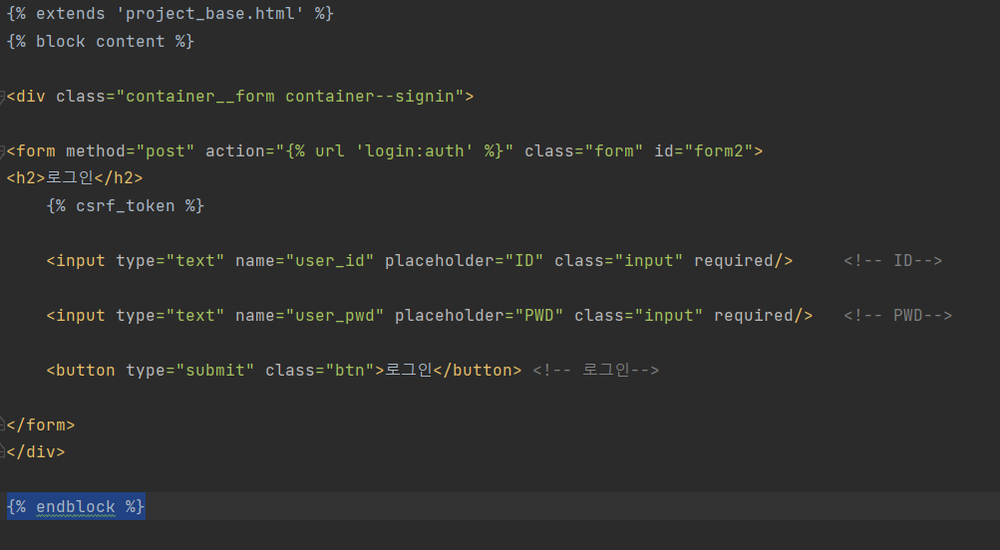 {% extends 'project_base.html' %}
{% block content %}
<div class="container__form container--signin">
<form method="post" action="{% url 'login:auth' %}" class="form" id="form2">
<h2>로그인</h2>
{% csrf_token %}
<input type="text" name="user_id" placeholder="ID" class="input" required/> <!-- ID-->
<input type="text" name="user_pwd" placeholder="PWD" class="input" required/> <!-- PWD-->
<button type="submit" class="btn">로그인</button> <!-- 로그인-->
</form>
</div>
{% endblock %}